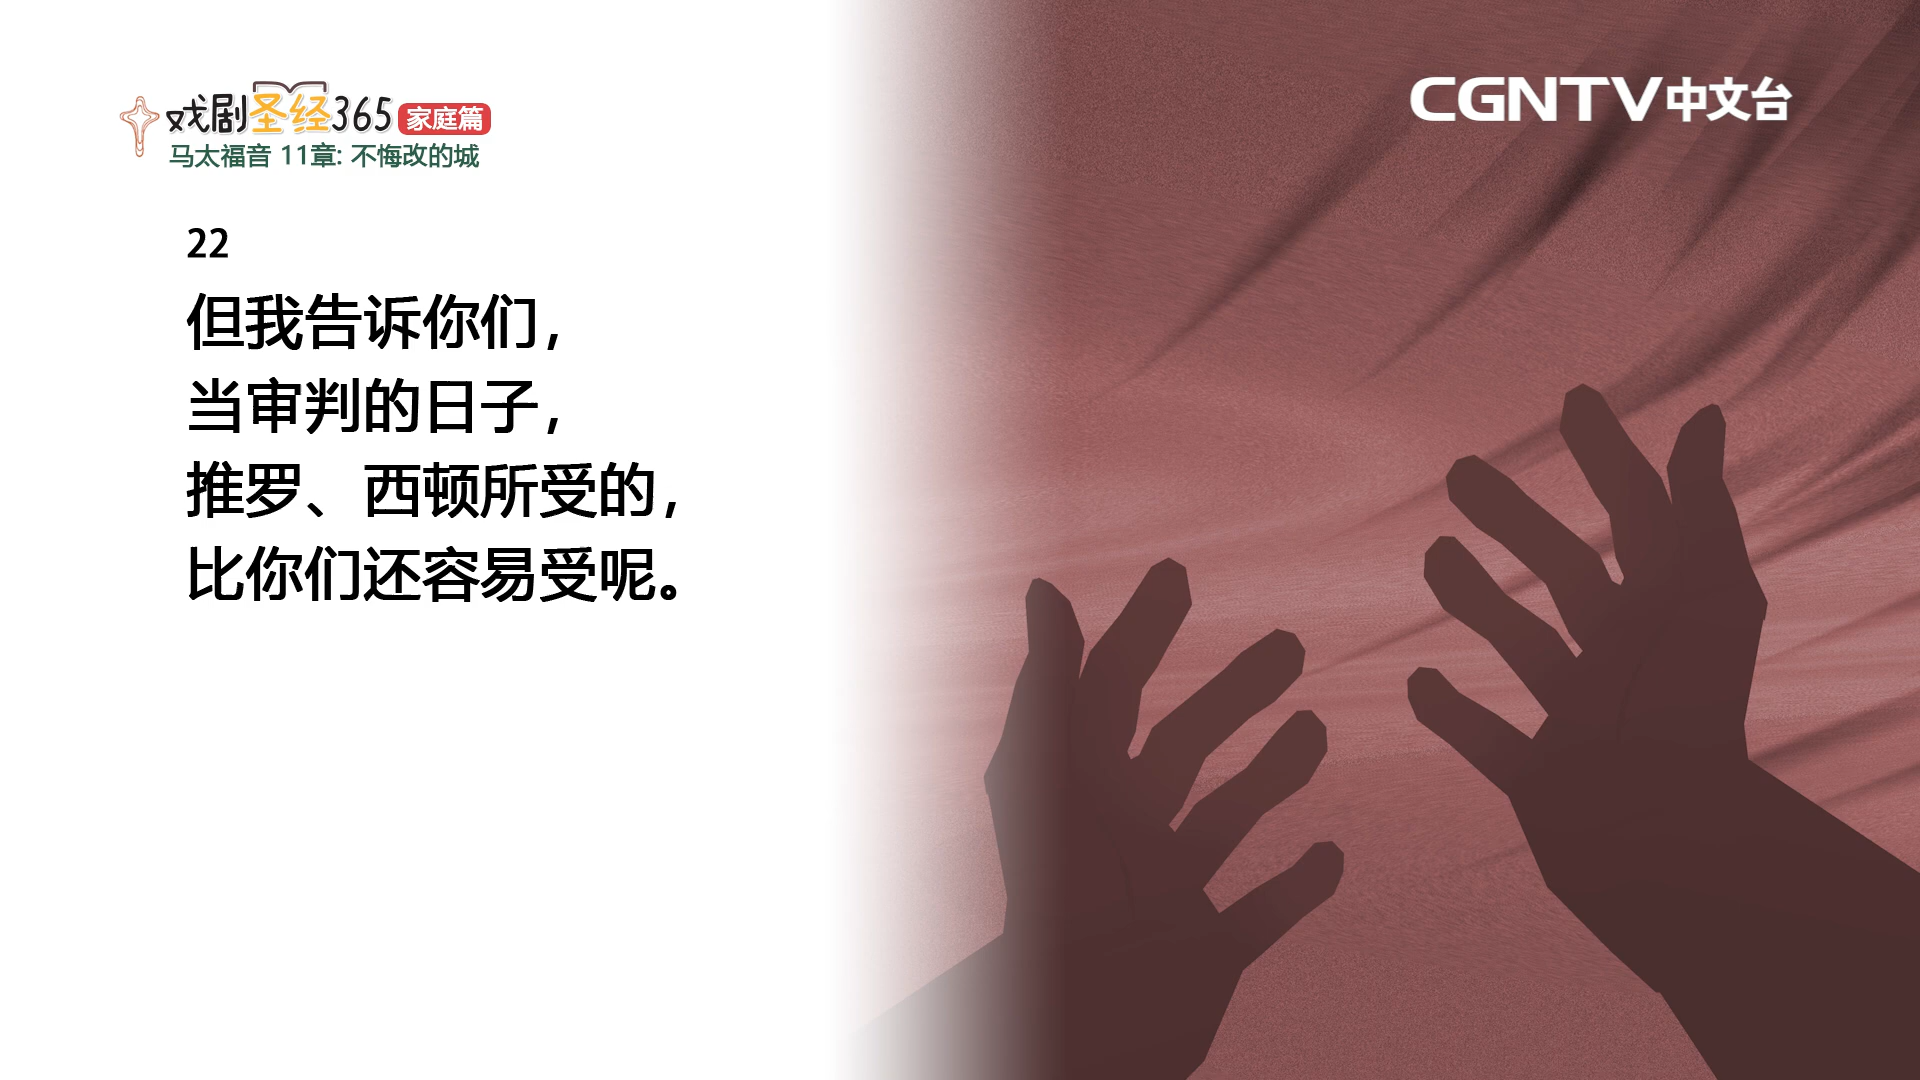 戏剧圣经365 家庭篇
马太福音 11章: 不悔改的城
CGNTV中文台
22
但我告诉你们，
当审判的日子，
推罗、西顿所受的，
比你们还容易受呢。